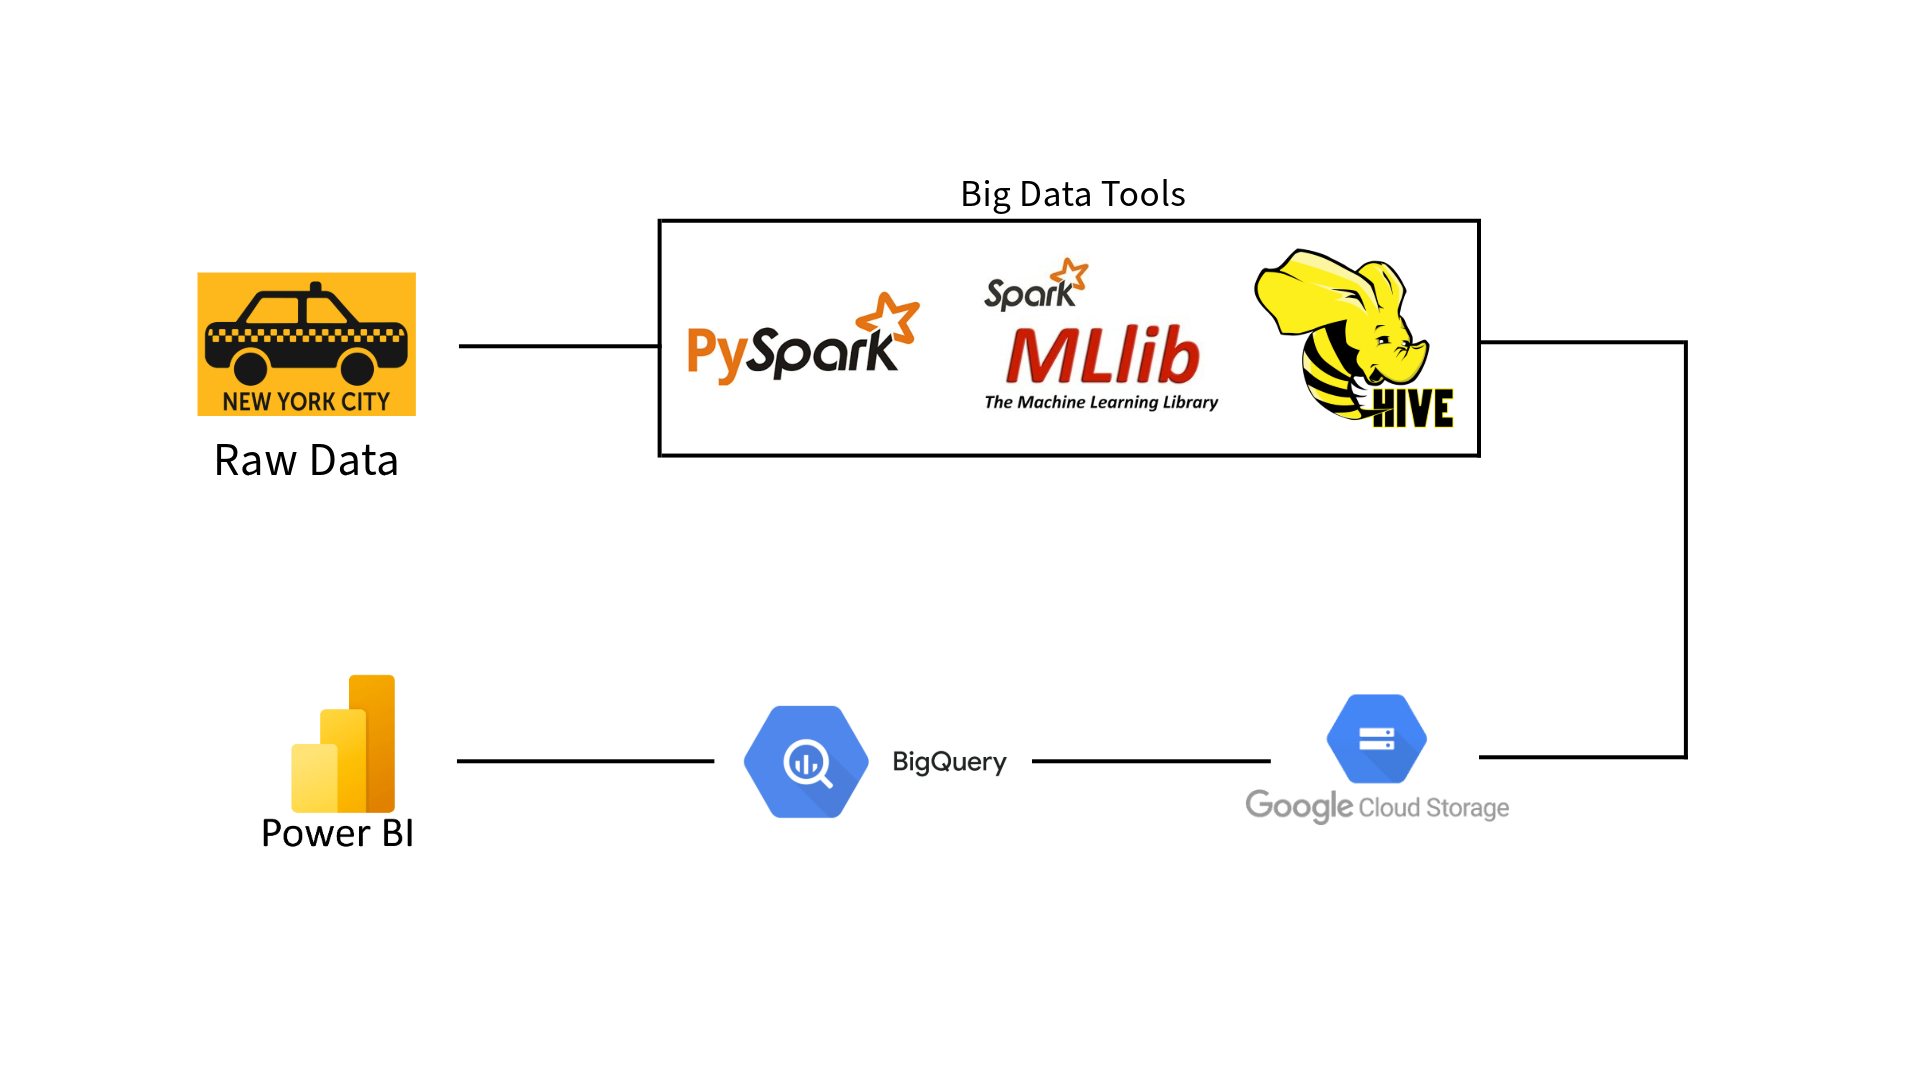 Big Data Tools
NEW YORK CITY
Raw Data
PySpark
Spark
MLlib
The Machine Learning Library
HIVE
Power BI
BigQuery
Google Cloud Storage